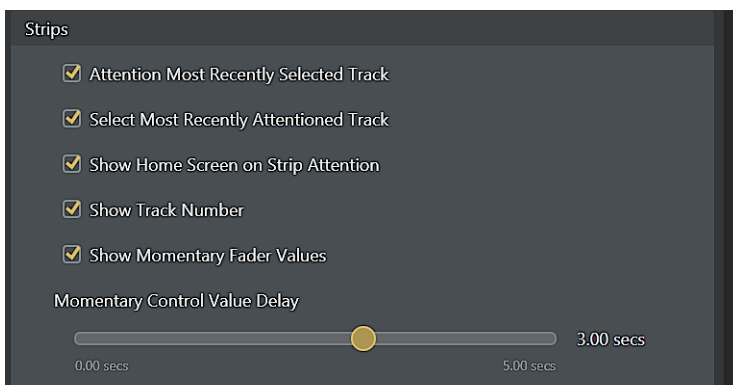 Strips
Attention Most Recently Selected Track
Select Most Recently Attentioned Track
Show Home Screen on Strip Attention
Show Track Number
Show Momentary Fader Values
Momentary Control Value Delay
3.00 secs
0.00 secs 5.00 secs